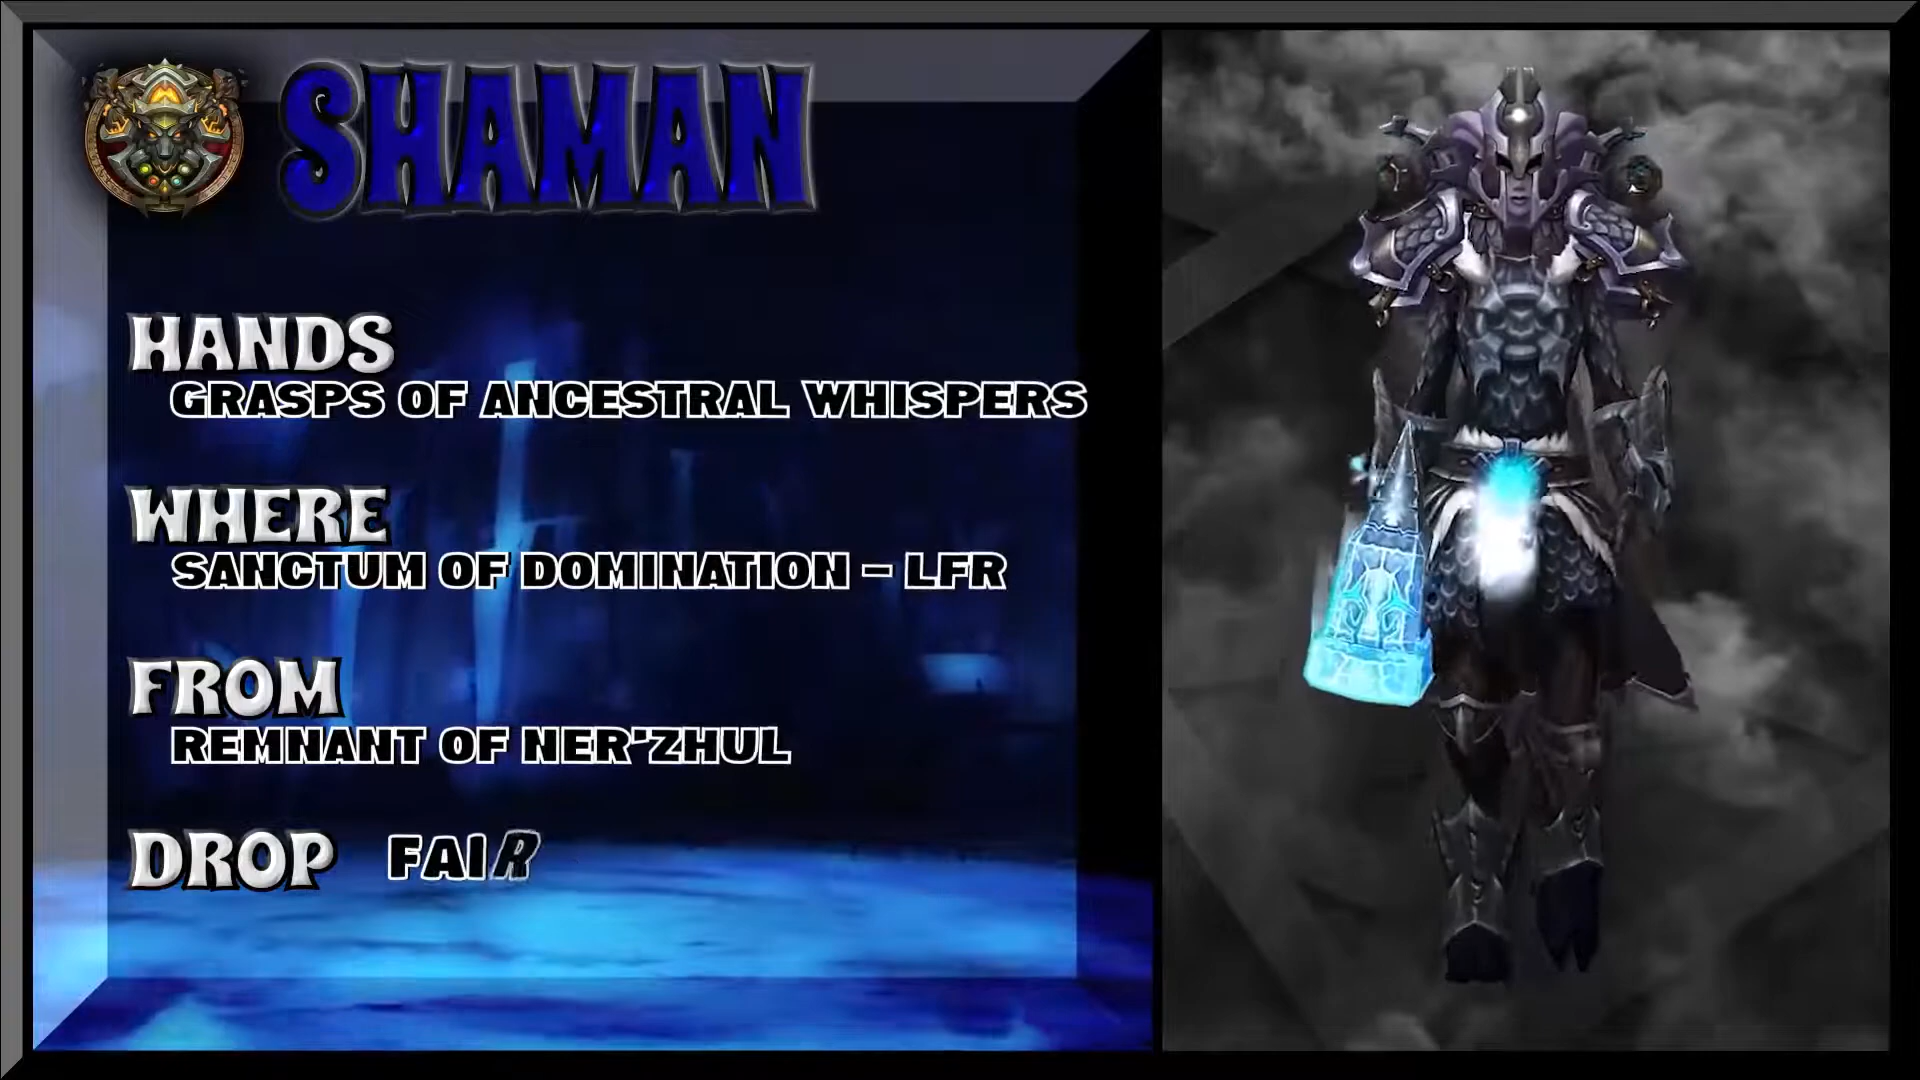 SHAMAN
HANDS
GRASPS OF ANCESTRAL WHISPERS
WHERE
SANCTUM OF DOMINATION – LFR
FROM
REMNANT OF NER'ZHUL
DROP FAIR